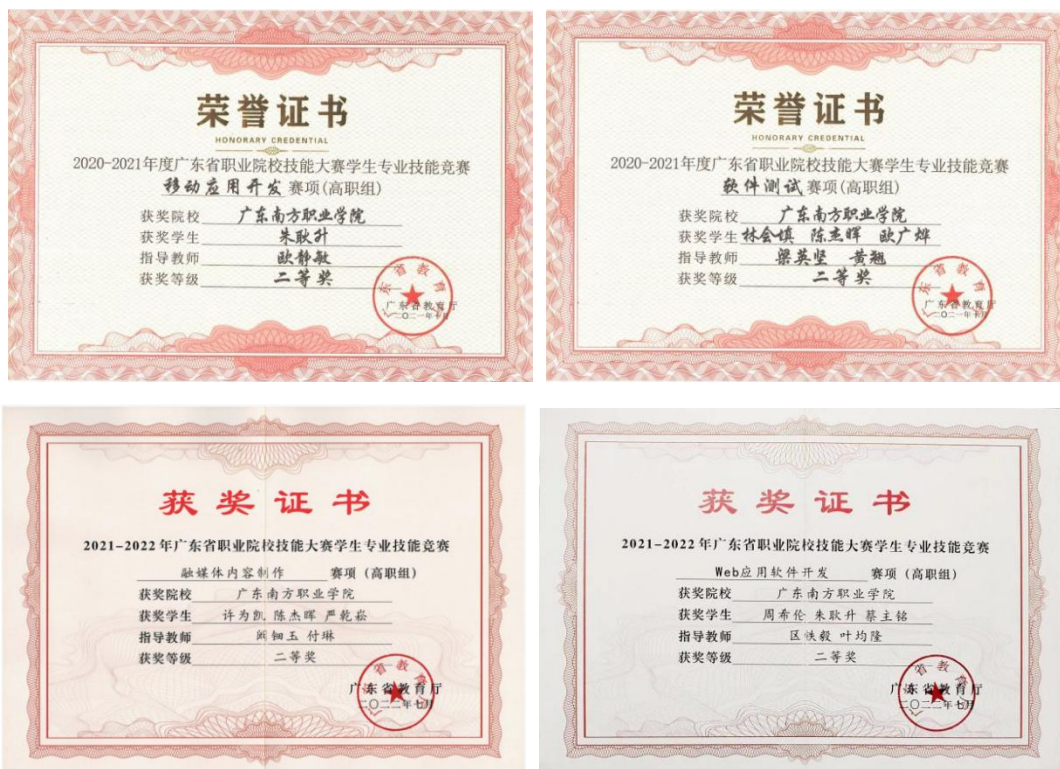 荣誉证书
HONORARY CREDENTIAL
2020-2021年度广东省职业院校技能大赛学生专业技能竞赛
移动应用开发 赛项(高职组)
获奖院校 广东南方职业学院
获奖学生 朱耿升
指导教师 欧静敏
获奖等级 二等奖
广东省教育厅
荣誉证书
HONORARY CREDENTIAL
2020-2021年度广东省职业院校技能大赛学生专业技能竞赛
软件测试 赛项(高职组)
获奖院校 广东南方职业学院
获奖学生 林会填 陈杰晖 欧广烨
指导教师 梁英坚 黄翘
获奖等级 二等奖
广东省教育厅
获奖证书
2021-2022年广东省职业院校技能大赛学生专业技能竞赛
融媒体内容制作 赛项（高职组）
获奖院校 广东南方职业学院
获奖学生 许为凯 陈杰晖 严乾崧
指导教师 钿玉 付琳
获奖等级 二等奖
广东省教育厅
二〇二二年七月
获奖证书
2021-2022年广东省职业院校技能大赛学生专业技能竞赛
Web应用软件开发 赛项（高职组）
获奖院校 广东南方职业学院
获奖学生 周希伦 朱耿升 蔡主铭
指导教师 区铁毅 叶均隆
获奖等级 二等奖
广东省教育厅
二〇二二年七月